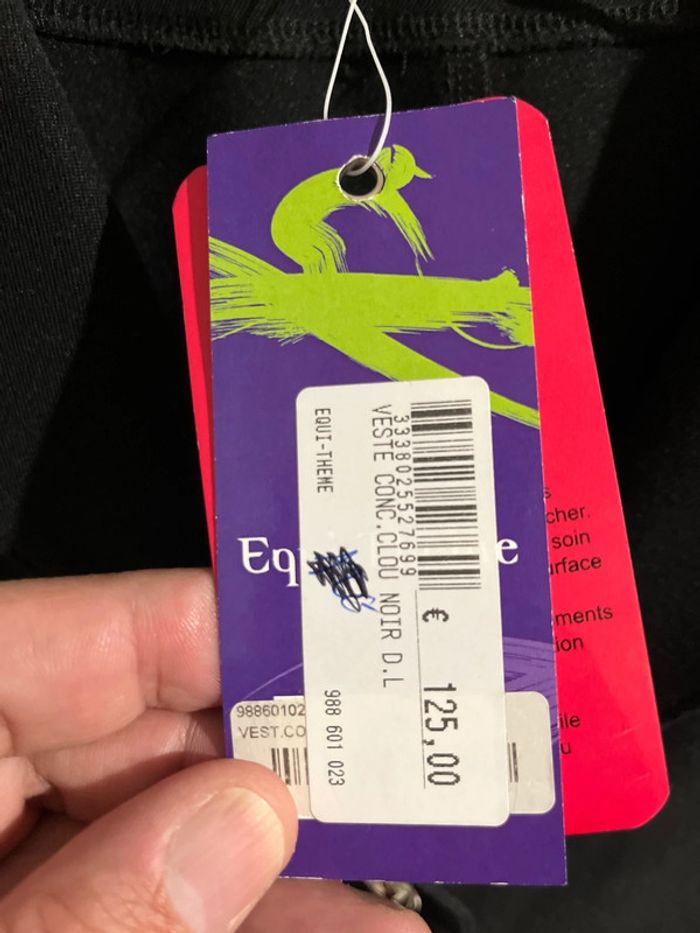 EQUI-THEME
VESTE CONC.CLOU NOIR D.L
3338025527699
€ 125,00
988 601 023
Eq
e
98860102
VEST.CO
s
cher.
soin
urface
ments
ion
ile
u